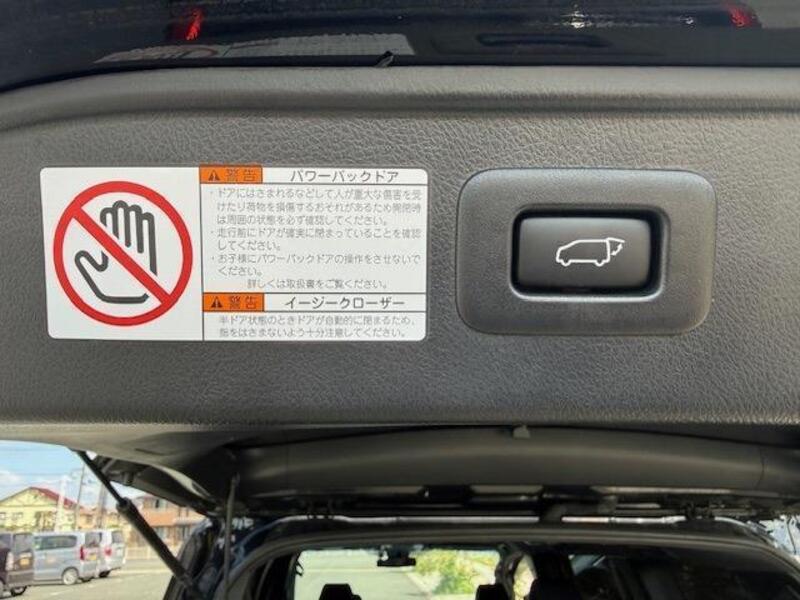 警告 パワーバックドア
・ドアにはさまれるなどして人が重大な傷害を受
けたり荷物を損傷するおそれがあるため開閉時
は周囲の状態を必ず確認してください。
・走行前にドアが確実に閉まっていることを確認
してください。
・お子様にパワーバックドアの操作をさせないで
ください。
詳しくは取扱書をご覧ください。
警告 イージークローザー
半ドア状態のときドアが自動的に閉まるため、
指をはさまないよう十分注意してください。